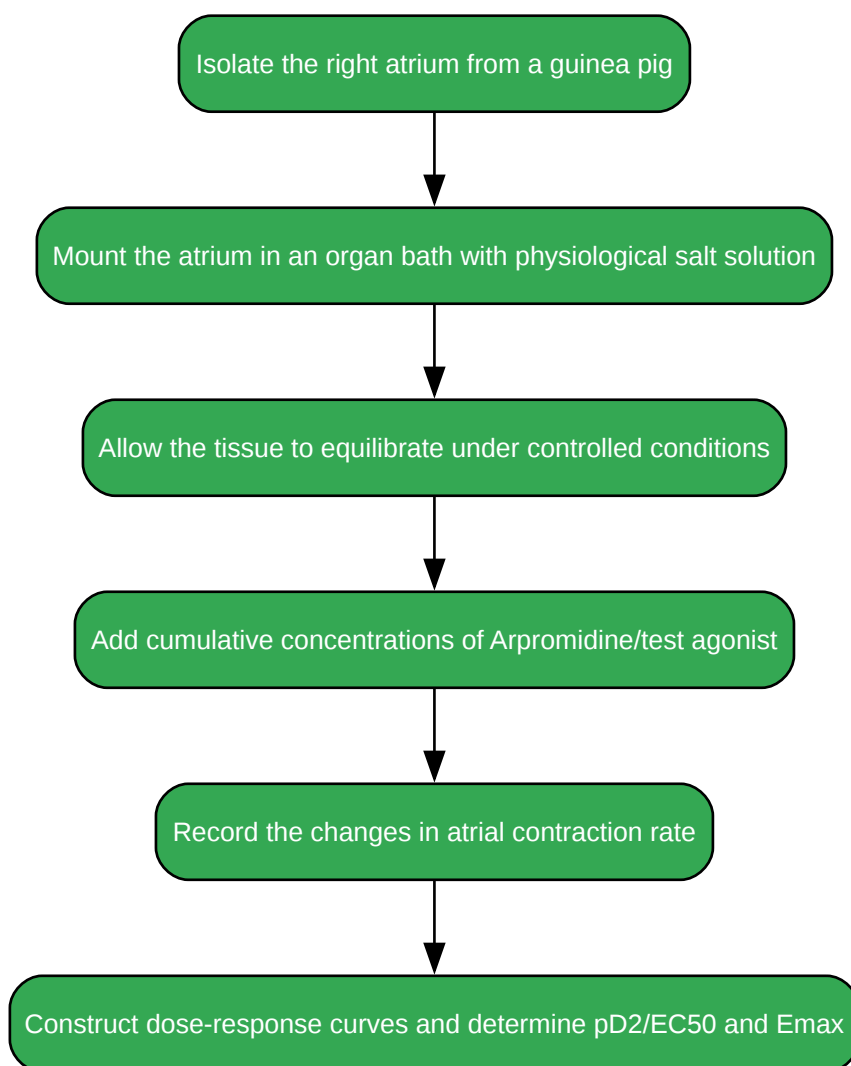 Isolate the right atrium from a guinea pig
Mount the atrium in an organ bath with physiological salt solution
Allow the tissue to equilibrate under controlled conditions
Add cumulative concentrations of Arpromidine/test agonist
Record the changes in atrial contraction rate
Construct dose-response curves and determine pD2/EC50 and Emax